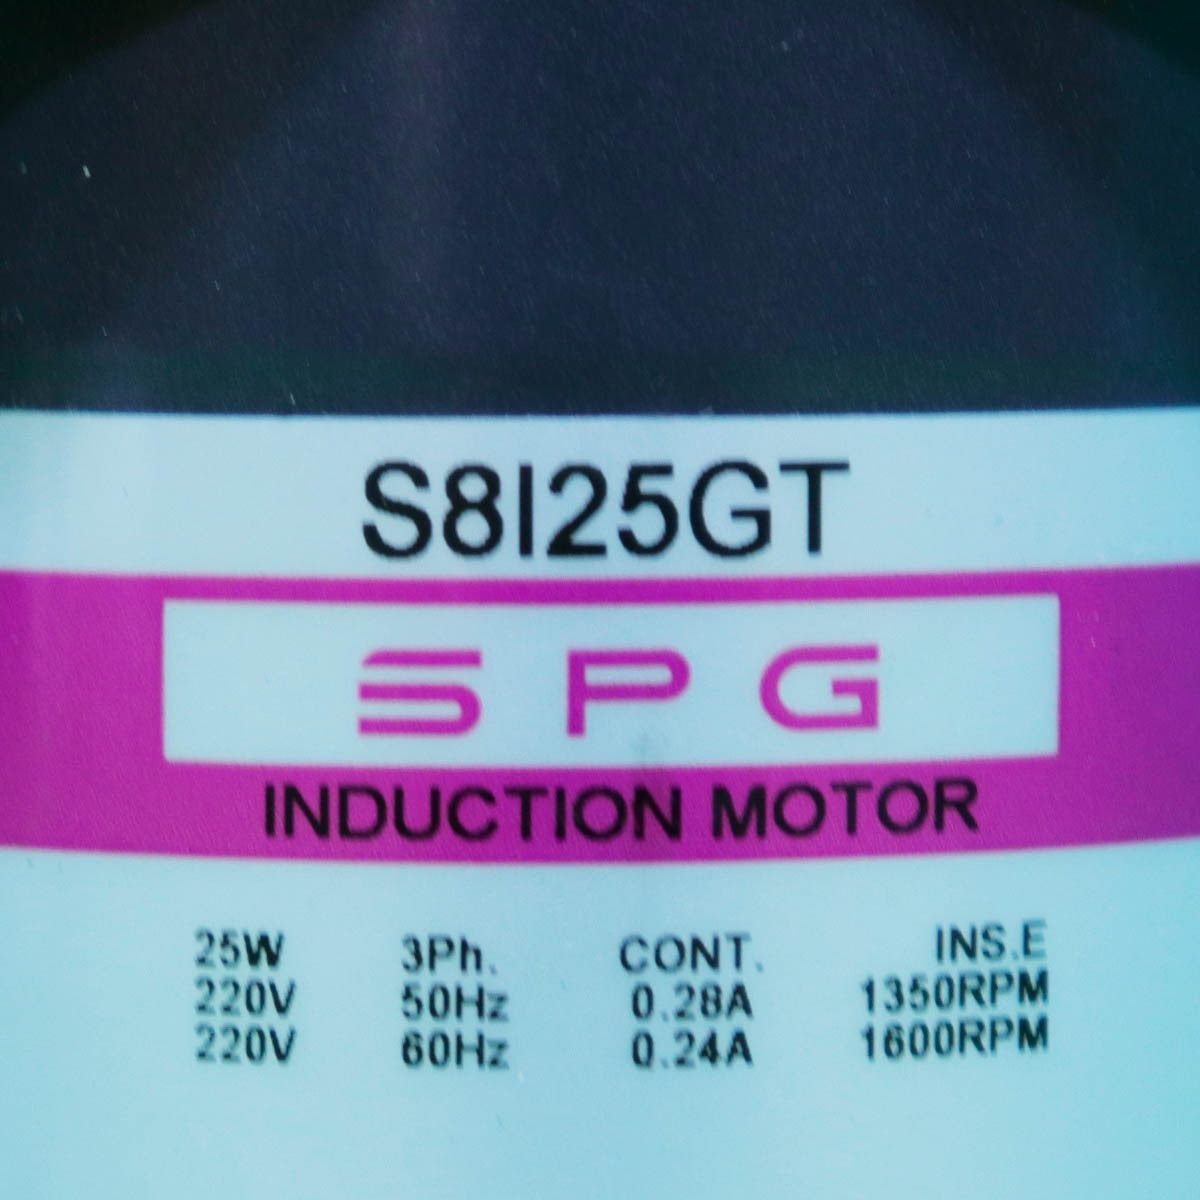 S8I25GT
SPG
INDUCTION MOTOR
25W 3Ph. CONT. INS.E
220V 50Hz 0.28A 1350RPM
220V 60Hz 0.24A 1600RPM